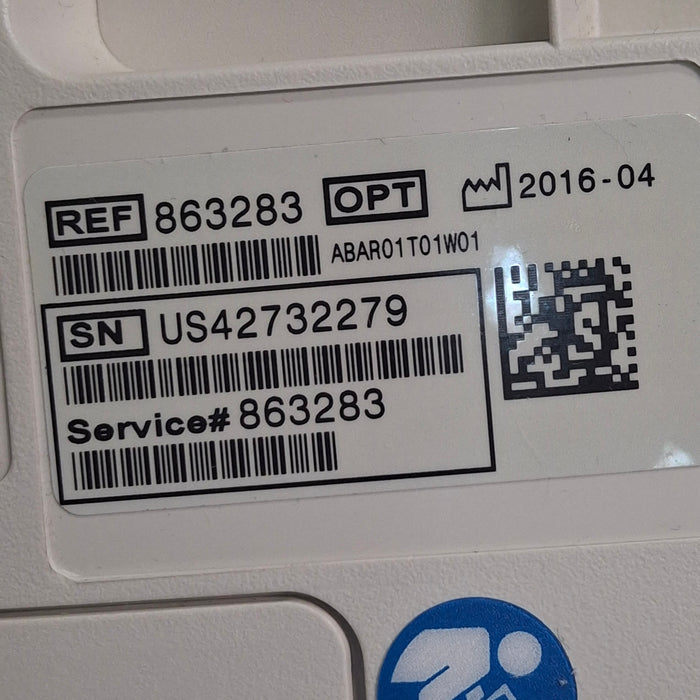 REF 863283 OPT 2016-04
ABAR01T01W01
SN US42732279
Service# 863283